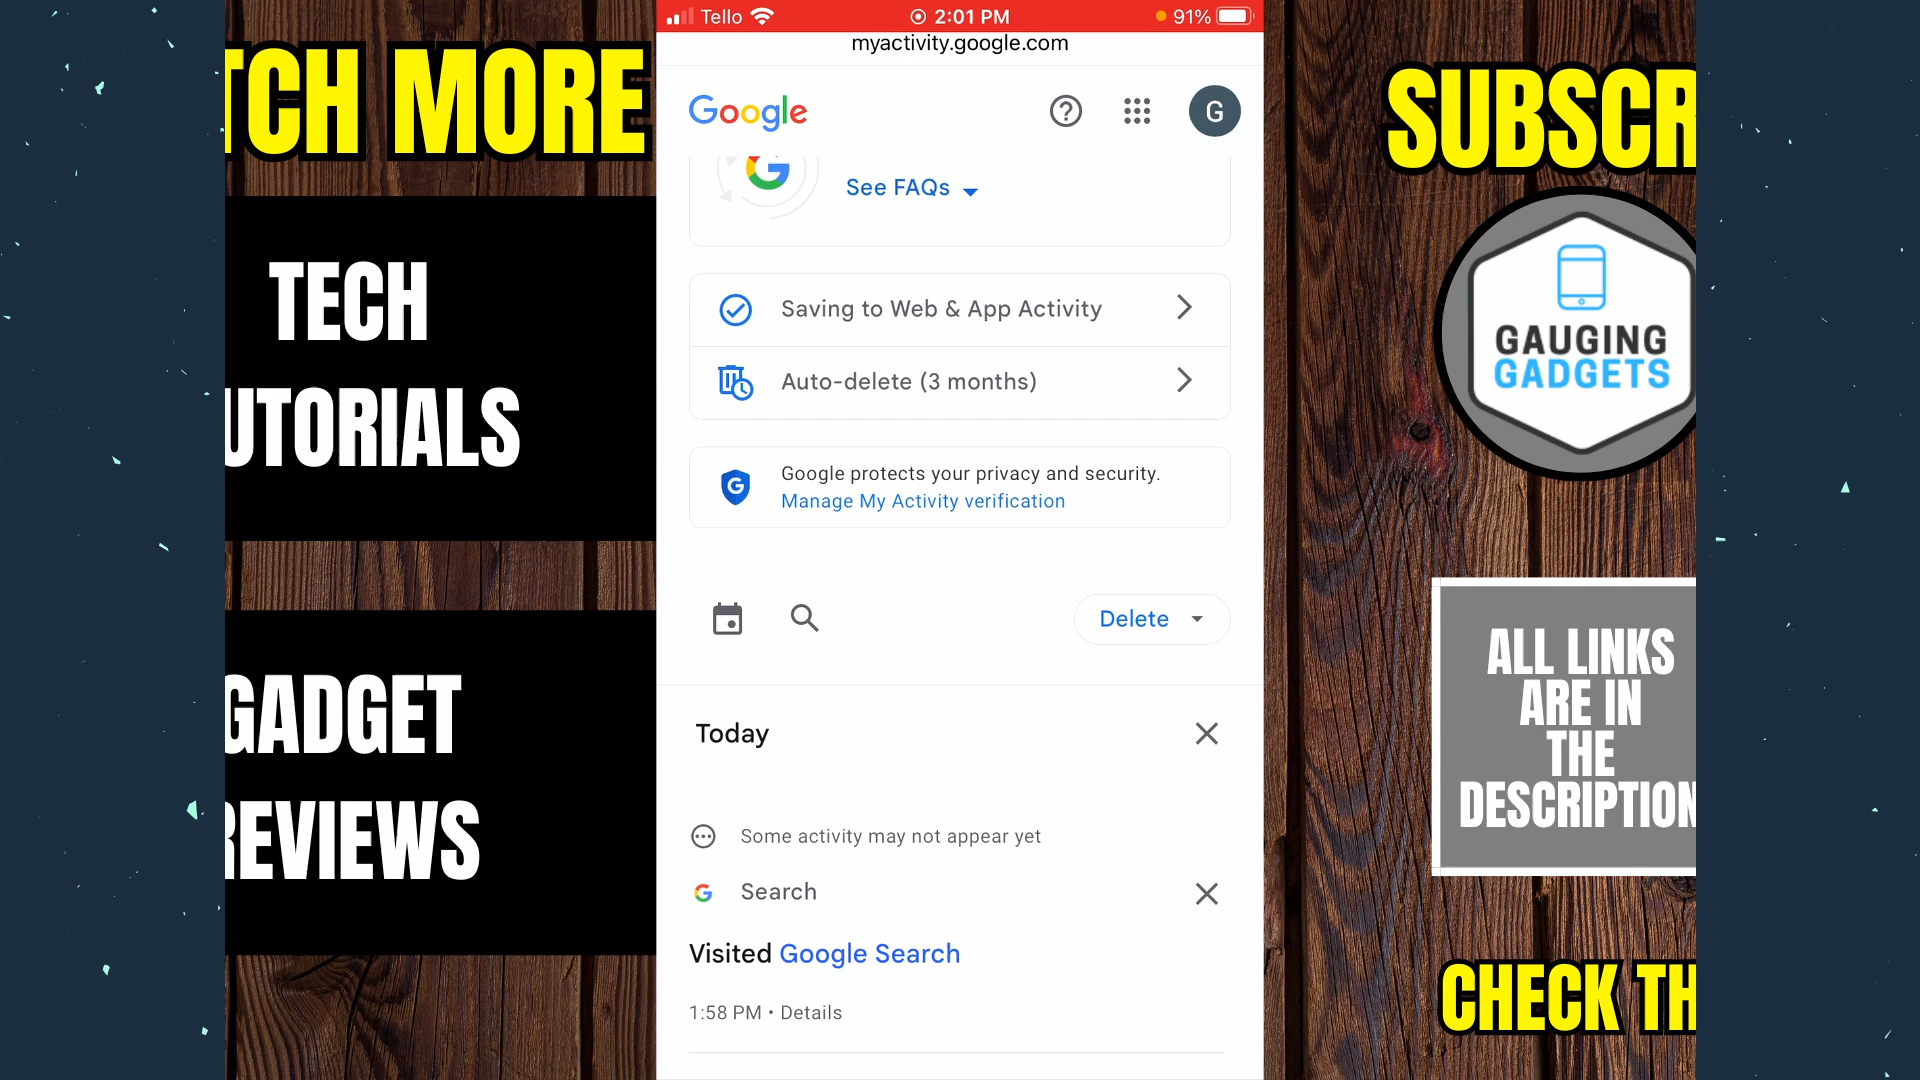 TCH MORE
TECH
UTORIALS
GADGET
REVIEWS
Tello
2:01 PM
91%
myactivity.google.com
Google
G
See FAQs
Saving to Web & App Activity
Auto-delete (3 months)
Google protects your privacy and security.
Manage My Activity verification
Delete
Today
Some activity may not appear yet
Search
Visited Google Search
1:58 PM • Details
SUBSCR
GAUGING
GADGETS
ALL LINKS
ARE IN
THE
DESCRIPTION
CHECK TH